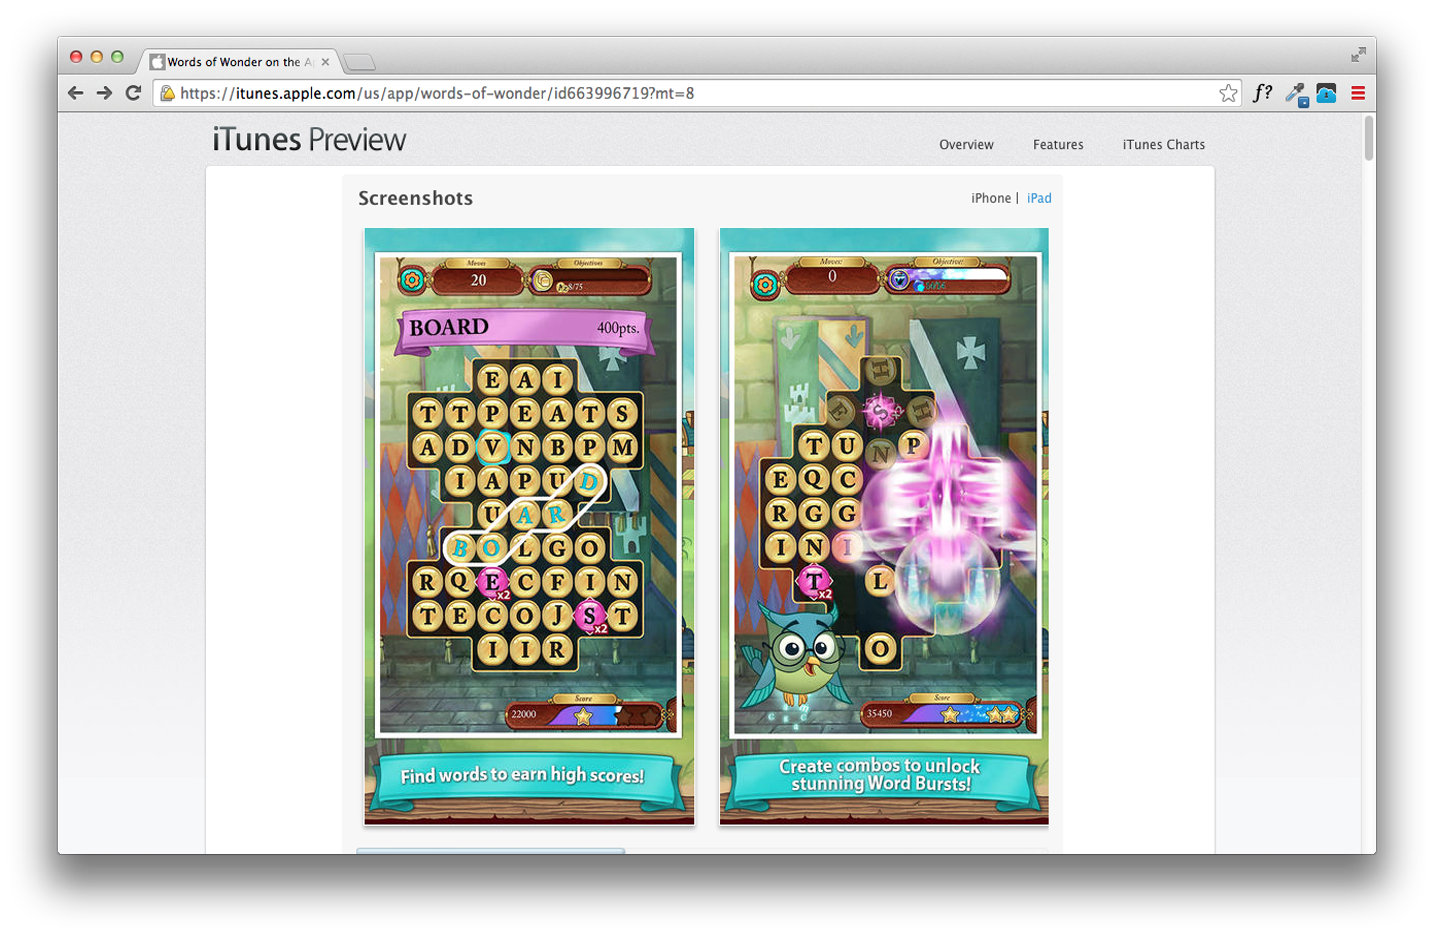 Words of Wonder on the A
https://itunes.apple.com/us/app/words-of-wonder/id663996719?mt=8
f?
iTunes Preview
Overview
Features
iTunes Charts
Screenshots
iPhone | iPad
Moves
20
Objectives
8/75
BOARD
400pts.
E A I
T T P E A T S
A D V N B P M
I A P U D
U A R
B O L G O
R Q E C F I N
x2
T E C O J S T
x2
I I R
Score
22000
Find words to earn high scores!
Moves:
0
Objective:
H
E S H
T U N P
E Q C
R G G
I N I
T L
x2
O
Score
35450
Create combos to unlock
stunning Word Bursts!